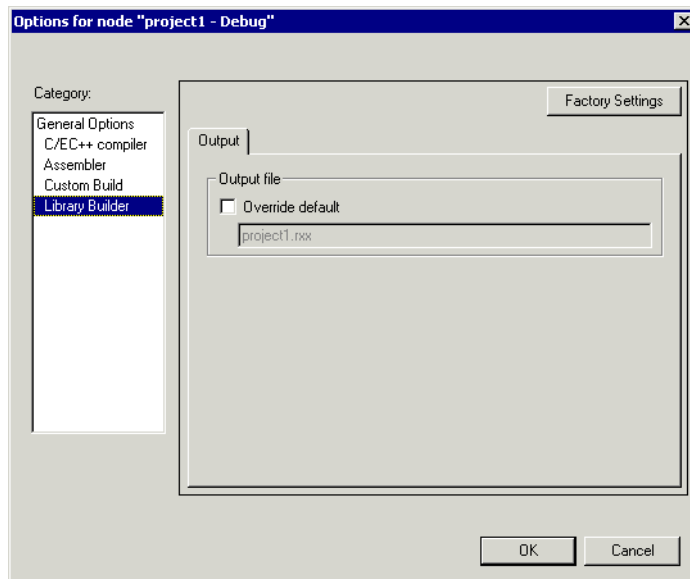 Options for node "project1 - Debug"
Category:
Factory Settings
General Options
C/EC++ compiler
Assembler
Custom Build
Library Builder
Output
Output file
Override default
project1.rxx
OK
Cancel